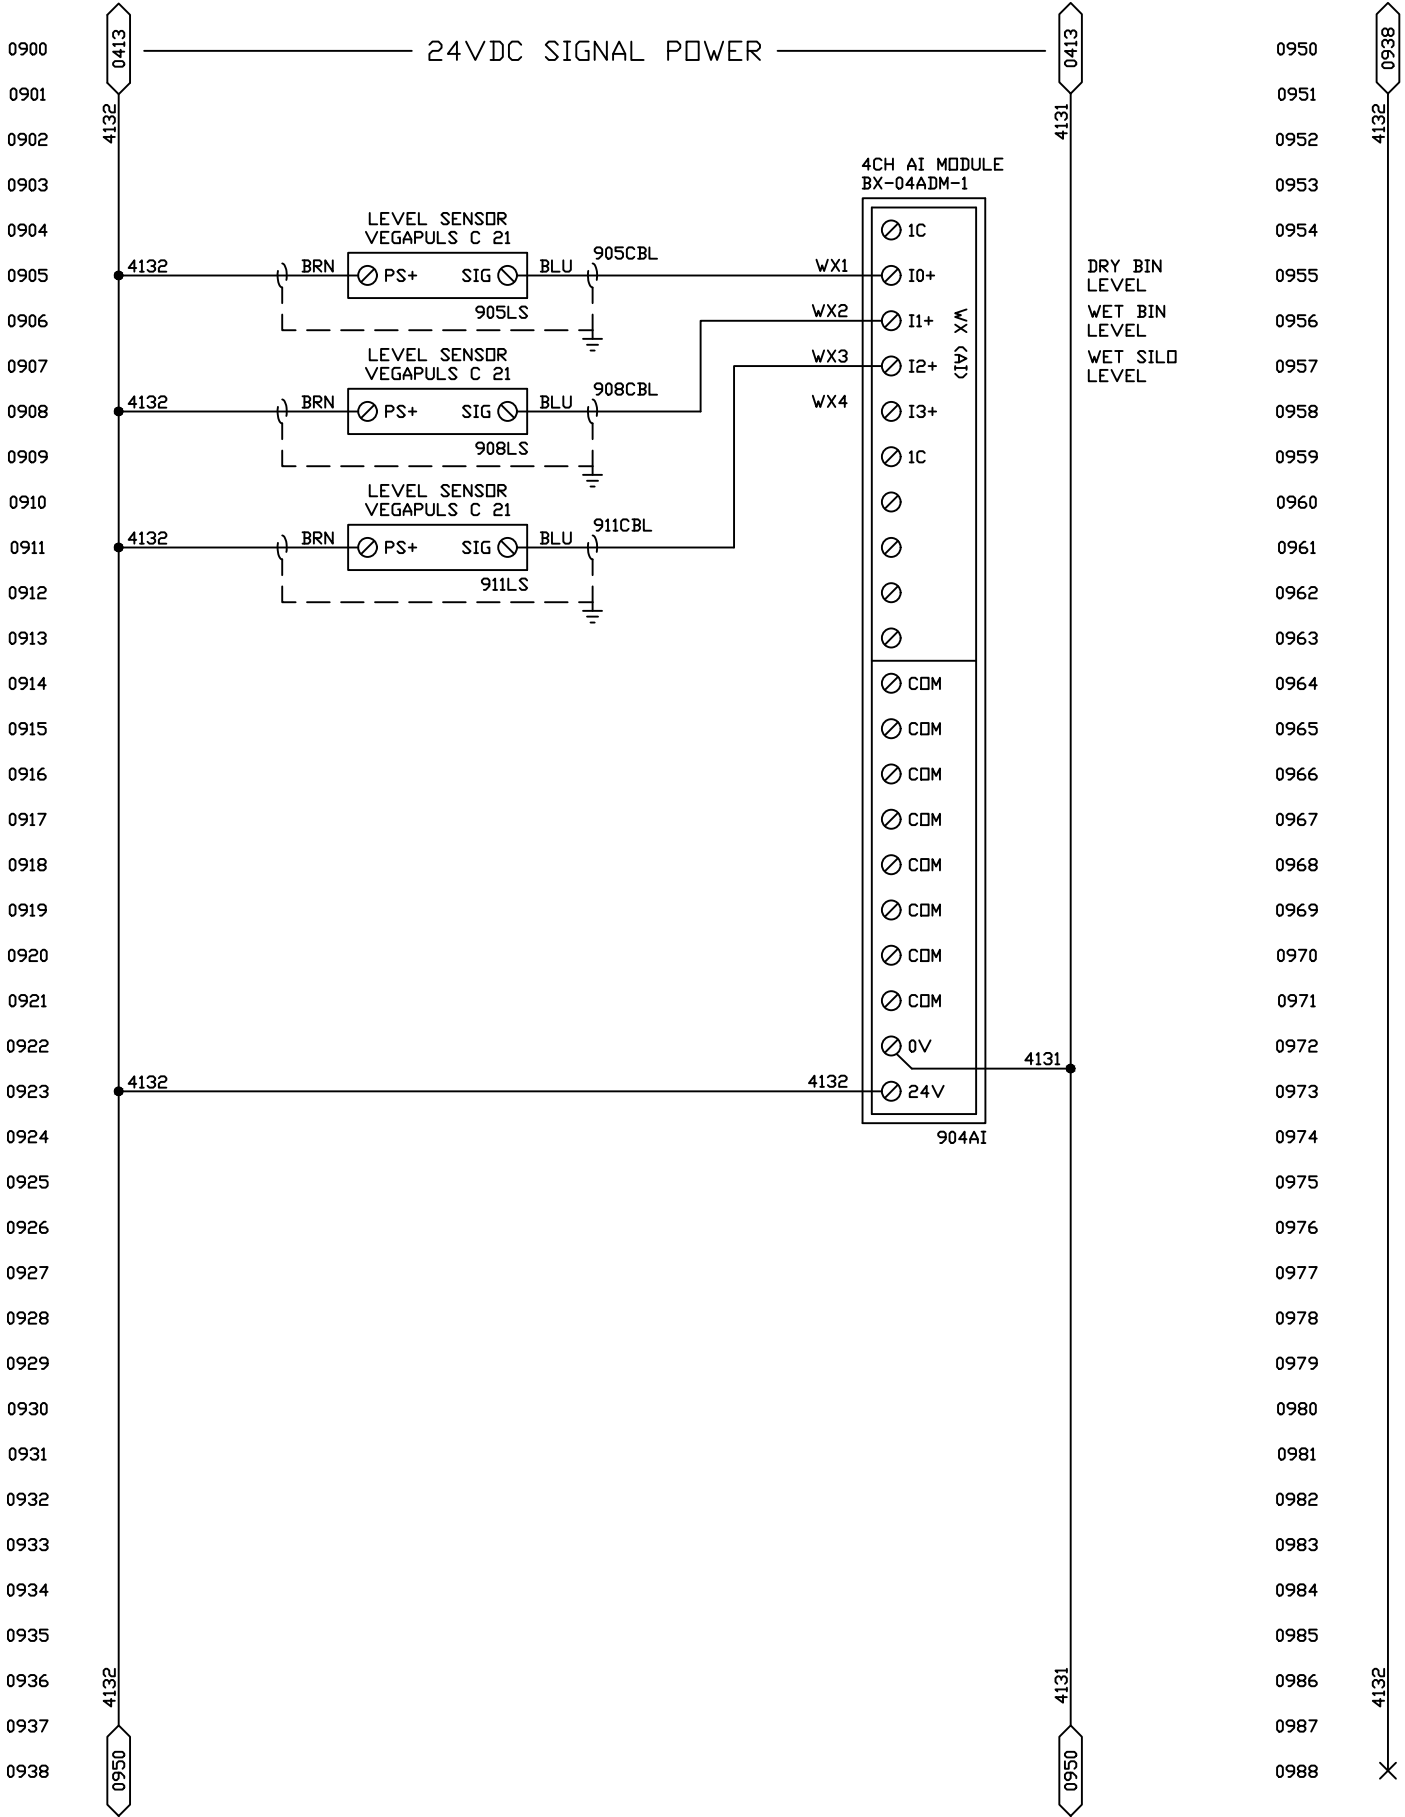 0900 0413 24VDC SIGNAL POWER 0413 0950 0938
0901 0951
4132 4131 4132
0902 0952
4CH AI MODULE
0903 BX-04ADM-1 0953
LEVEL SENSOR
0904 VEGAPULS C 21 1C 0954
905CBL
4132 BRN BLU WX1 DRY BIN
0905 PS+ SIG I0+ 0955
LEVEL
905LS WX2 WET BIN
0906 I1+ WX (AI) 0956
LEVEL
LEVEL SENSOR WX3 WET SILO
0907 I2+ 0957
VEGAPULS C 21 LEVEL
908CBL
4132 BRN BLU WX4
0908 PS+ SIG I3+ 0958
908LS
0909 1C 0959
LEVEL SENSOR
0910 0960
VEGAPULS C 21
911CBL
4132 BRN BLU
0911 PS+ SIG 0961
911LS
0912 0962
0913 0963
0914 COM 0964
0915 COM 0965
0916 COM 0966
0917 COM 0967
0918 COM 0968
0919 COM 0969
0920 COM 0970
0921 COM 0971
0922 0V 0972
4131
4132 4132
0923 24V 0973
0924 904AI 0974
0925 0975
0926 0976
0927 0977
0928 0978
0929 0979
0930 0980
0931 0981
0932 0982
0933 0983
0934 0984
0935 0985
0936 4132 4131 0986 4132
0937 0987
0938 0950 0950 0988